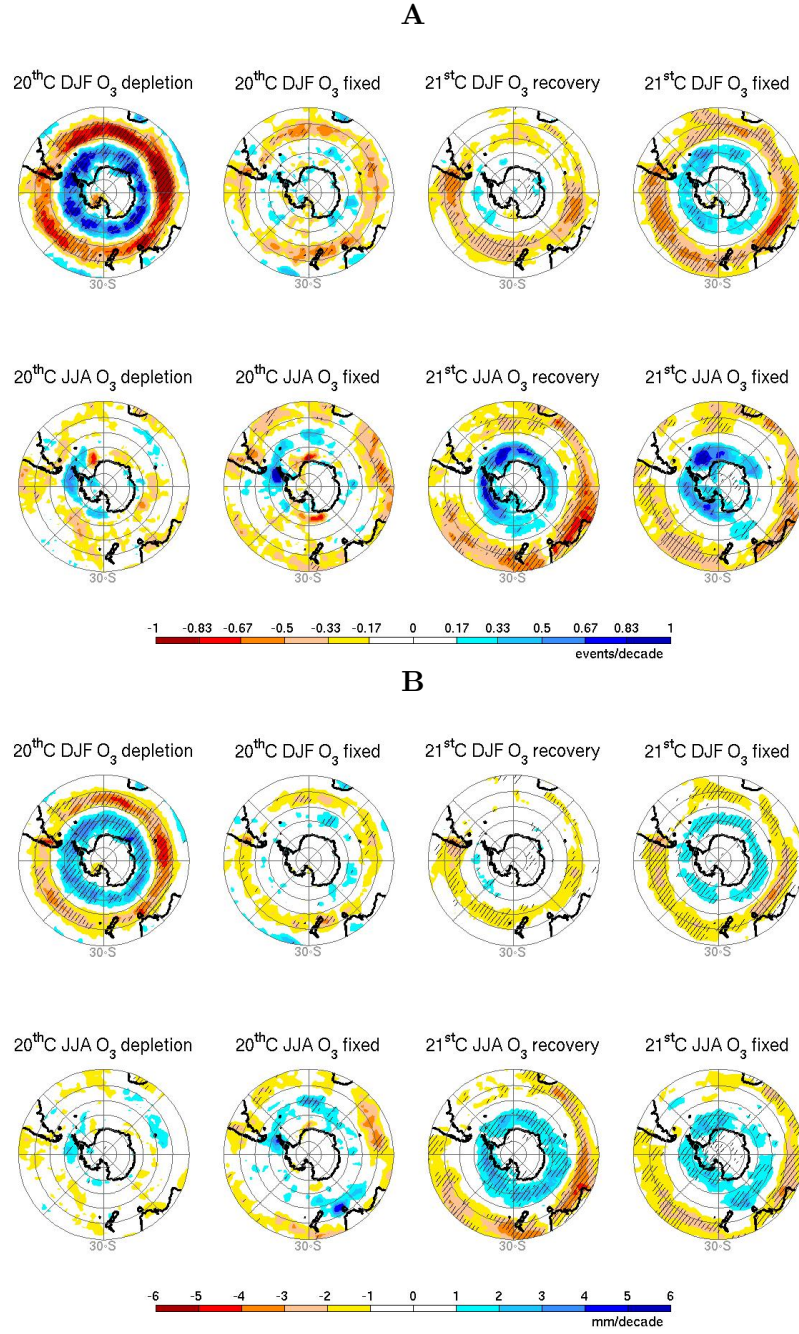 A
20thC DJF O3 depletion 20thC DJF O3 fixed 21stC DJF O3 recovery 21stC DJF O3 fixed
30°S 30°S 30°S 30°S
20thC JJA O3 depletion 20thC JJA O3 fixed 21stC JJA O3 recovery 21stC JJA O3 fixed
30°S 30°S 30°S 30°S
-1 -0.83 -0.67 -0.5 -0.33 -0.17 0 0.17 0.33 0.5 0.67 0.83 1
events/decade
B
20thC DJF O3 depletion 20thC DJF O3 fixed 21stC DJF O3 recovery 21stC DJF O3 fixed
30°S 30°S 30°S 30°S
20thC JJA O3 depletion 20thC JJA O3 fixed 21stC JJA O3 recovery 21stC JJA O3 fixed
30°S 30°S 30°S 30°S
-6 -5 -4 -3 -2 -1 0 1 2 3 4 5 6
mm/decade